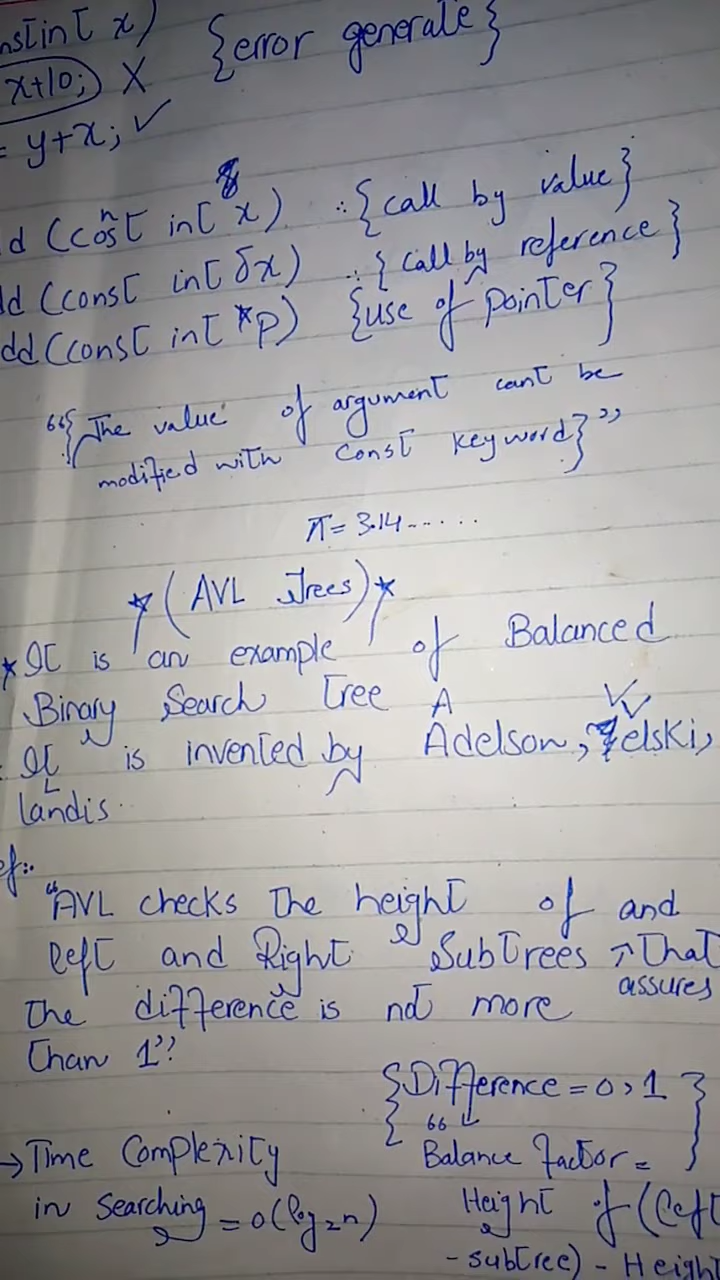 nst int x)
{error generate}
x+10;) X
= y+x; ✓
d (const int x) ∴ {call by value}
dd (const int &x) ∴ { call by reference}
dd (const int *p) {use of pointer}
"{The value of argument cant be
modified with const keyword}"
π = 3.14......
* (AVL Trees) *
* It is an example of Balanced
Binary Search Tree A
It is invented by Adelson, Velski,
landis.
ef:-
"AVL checks the height of and
left and Right SubTrees → that
assures
the difference is not more
than 1"
{Difference = 0, 1 }
→ Time Complexity
Balance factor =
in searching = O(log₂n)
Height of (left
- subtree) - Height